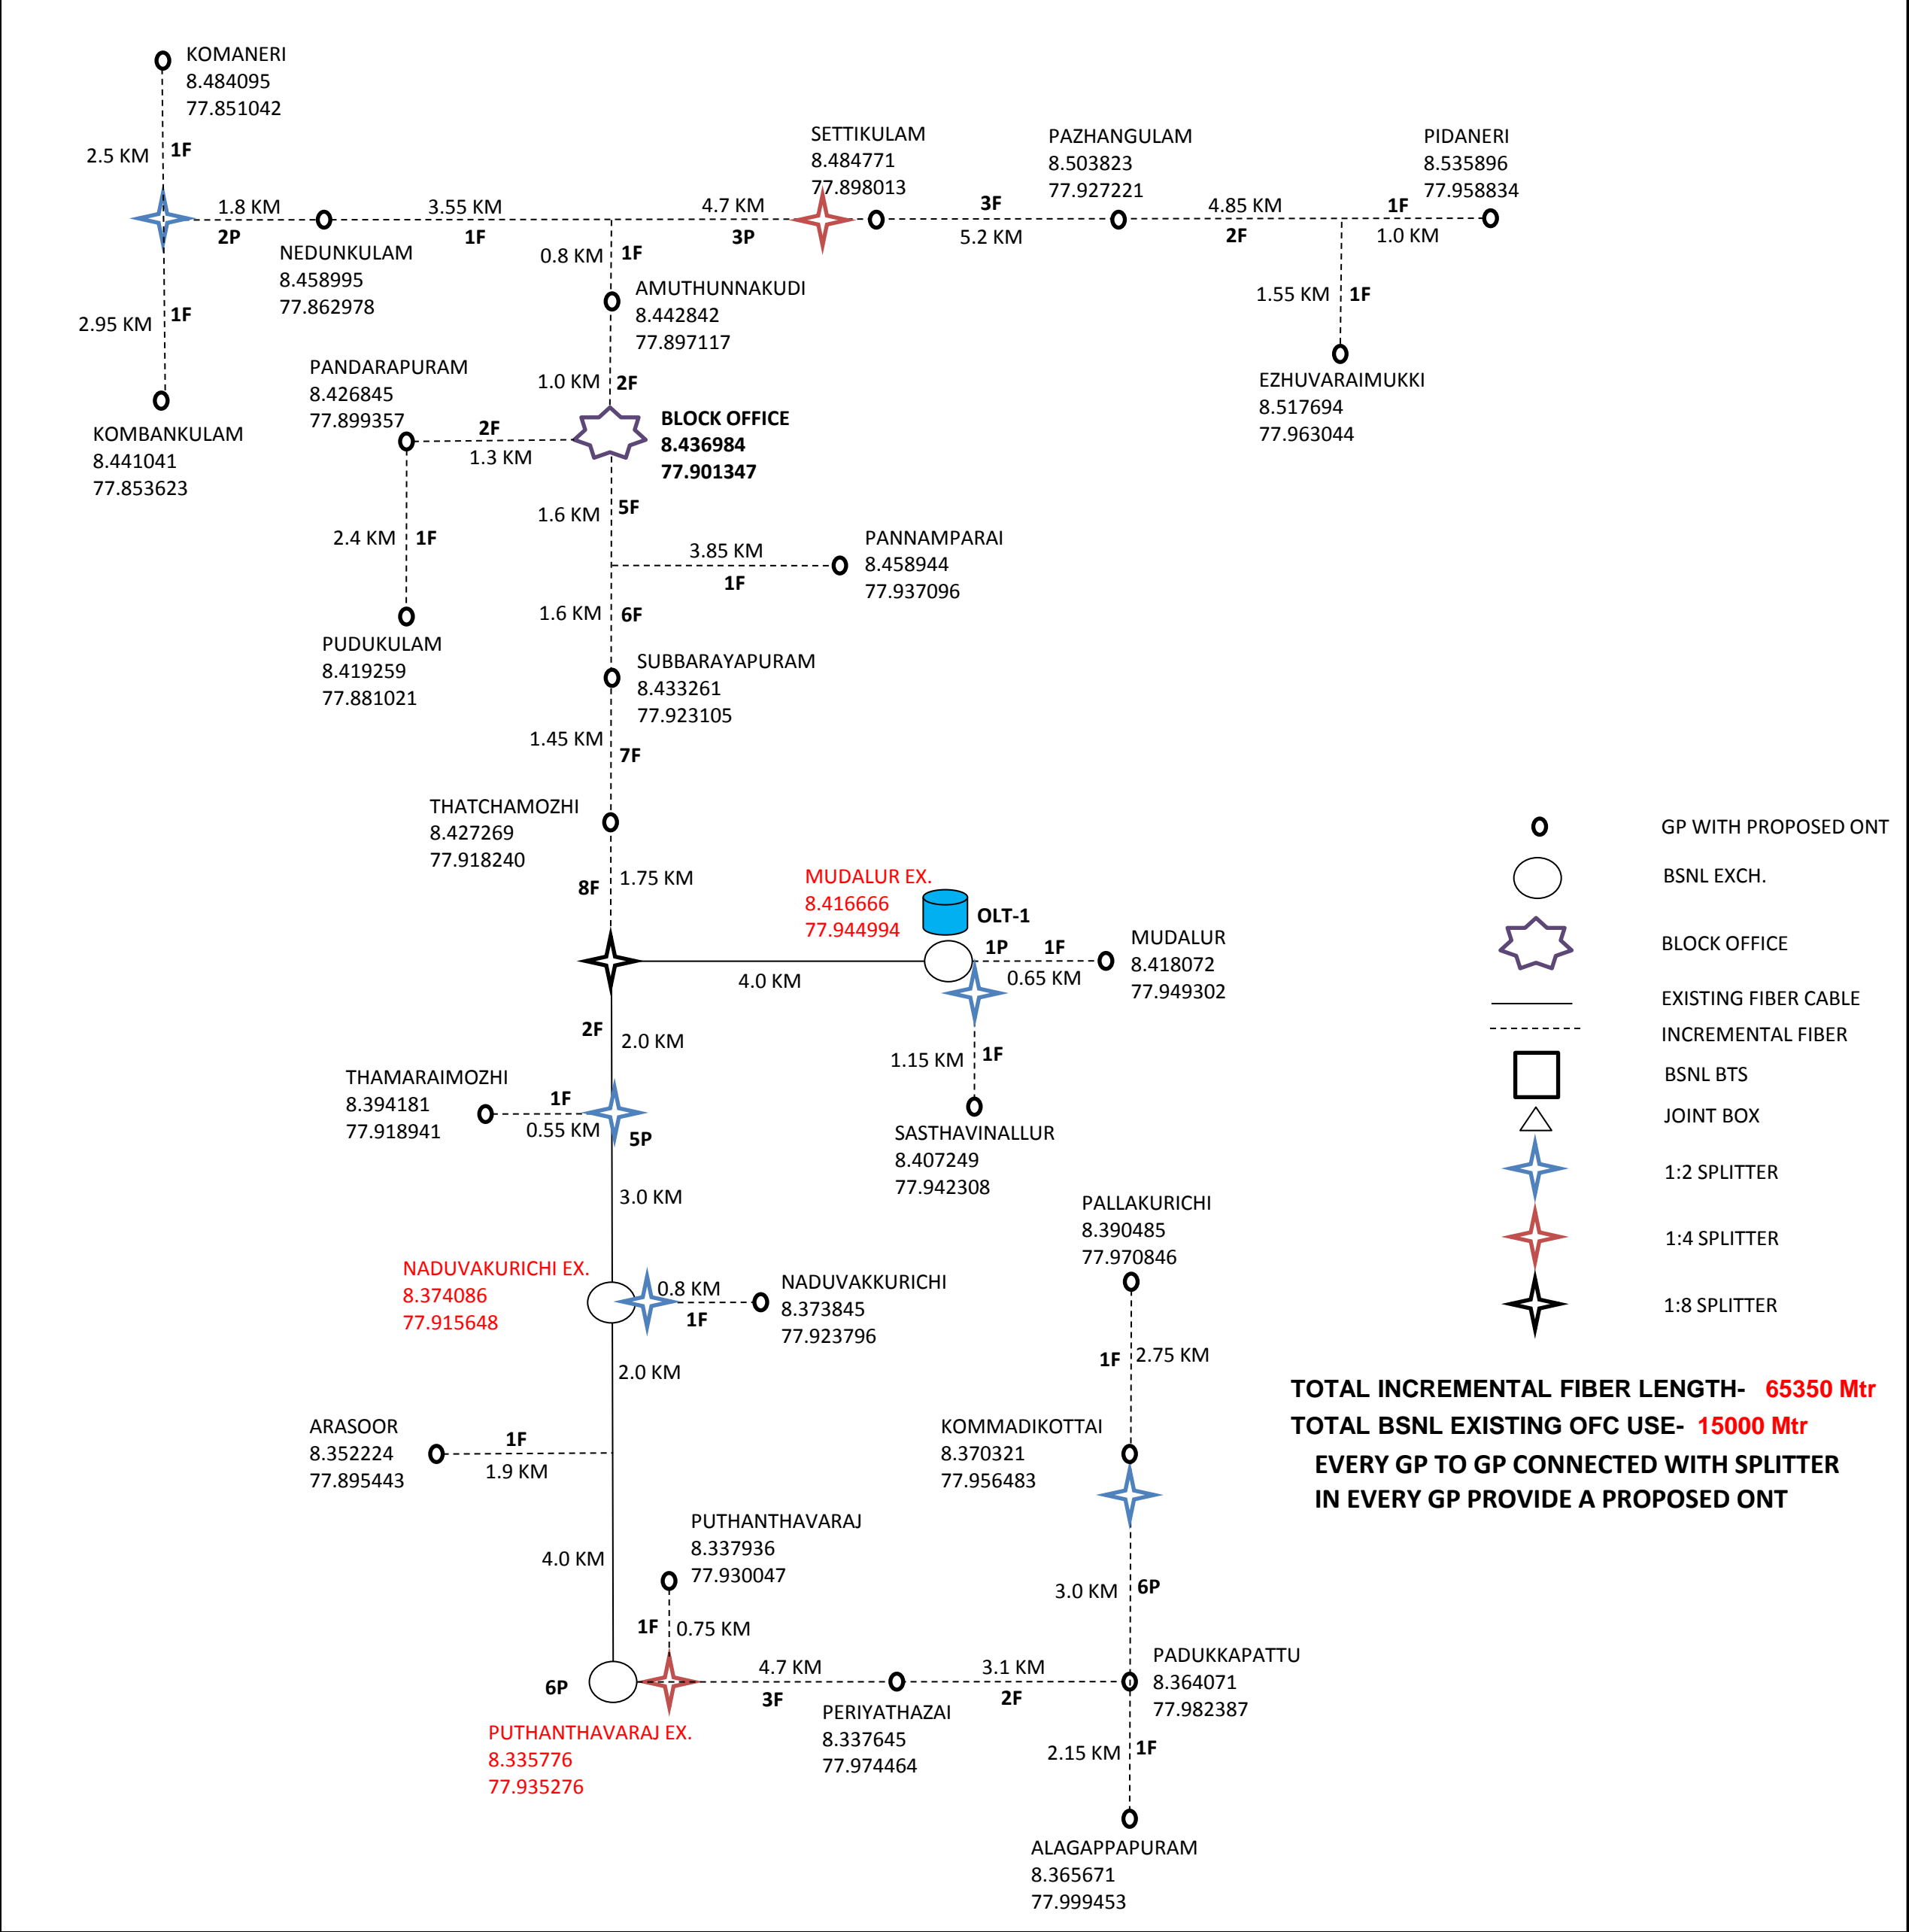 KOMANERI
8.484095
77.851042
2.5 KM
1F
SETTIKULAM
8.484771
77.898013
PAZHANGULAM
8.503823
77.927221
PIDANERI
8.535896
77.958834
1.8 KM
2P
3.55 KM
1F
4.7 KM
3P
3F
5.2 KM
4.85 KM
2F
1F
1.0 KM
NEDUNKULAM
8.458995
77.862978
0.8 KM
1F
AMUTHUNNAKUDI
8.442842
77.897117
1.55 KM
1F
EZHUVARAIMUKKI
8.517694
77.963044
2.95 KM
1F
KOMBANKULAM
8.441041
77.853623
PANDARAPURAM
8.426845
77.899357
1.0 KM
2F
BLOCK OFFICE
8.436984
77.901347
2F
1.3 KM
2.4 KM
1F
1.6 KM
5F
3.85 KM
1F
PANNAMPARAI
8.458944
77.937096
1.6 KM
6F
PUDUKULAM
8.419259
77.881021
SUBBARAYAPURAM
8.433261
77.923105
1.45 KM
7F
THATCHAMOZHI
8.427269
77.918240
8F
1.75 KM
MUDALUR EX.
8.416666
77.944994
OLT-1
1P
1F
0.65 KM
MUDALUR
8.418072
77.949302
4.0 KM
2F
2.0 KM
1.15 KM
1F
SASTHAVINALLUR
8.407249
77.942308
THAMARAIMOZHI
8.394181
77.918941
1F
0.55 KM
5P
3.0 KM
NADUVAKURICHI EX.
8.374086
77.915648
0.8 KM
1F
NADUVAKKURICHI
8.373845
77.923796
PALLAKURICHI
8.390485
77.970846
1F
2.75 KM
2.0 KM
ARASOOR
8.352224
77.895443
1F
1.9 KM
KOMMADIKOTTAI
8.370321
77.956483
4.0 KM
PUTHANTHAVARAJ
8.337936
77.930047
1F
0.75 KM
3.0 KM
6P
6P
PUTHANTHAVARAJ EX.
8.335776
77.935276
4.7 KM
3F
PERIYATHAZAI
8.337645
77.974464
3.1 KM
2F
PADUKKAPATTU
8.364071
77.982387
2.15 KM
1F
ALAGAPPAPURAM
8.365671
77.999453
GP WITH PROPOSED ONT
BSNL EXCH.
BLOCK OFFICE
EXISTING FIBER CABLE
INCREMENTAL FIBER
BSNL BTS
JOINT BOX
1:2 SPLITTER
1:4 SPLITTER
1:8 SPLITTER
TOTAL INCREMENTAL FIBER LENGTH- 65350 Mtr
TOTAL BSNL EXISTING OFC USE- 15000 Mtr
EVERY GP TO GP CONNECTED WITH SPLITTER
IN EVERY GP PROVIDE A PROPOSED ONT